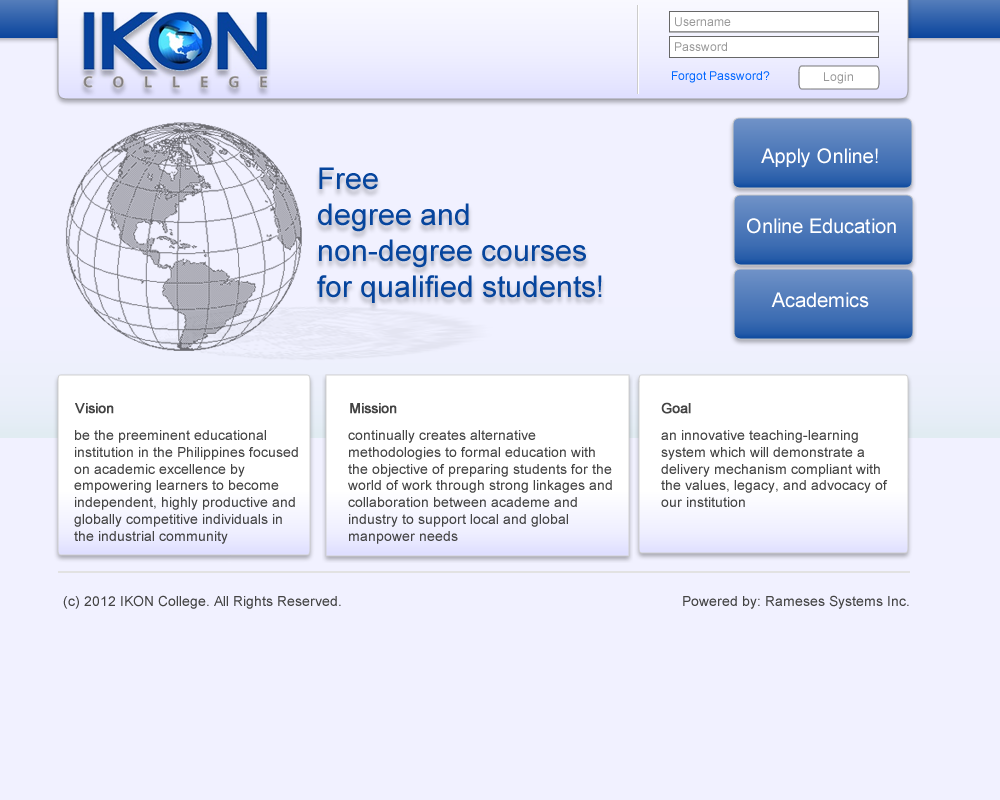 IKON
COLLEGE
Username
Password
Forgot Password?
Login
Free
degree and
non-degree courses
for qualified students!
Apply Online!
Online Education
Academics
Vision
be the preeminent educational
institution in the Philippines focused
on academic excellence by
empowering learners to become
independent, highly productive and
globally competitive individuals in
the industrial community
Mission
continually creates alternative
methodologies to formal education with
the objective of preparing students for the
world of work through strong linkages and
collaboration between academe and
industry to support local and global
manpower needs
Goal
an innovative teaching-learning
system which will demonstrate a
delivery mechanism compliant with
the values, legacy, and advocacy of
our institution
(c) 2012 IKON College. All Rights Reserved.
Powered by: Rameses Systems Inc.